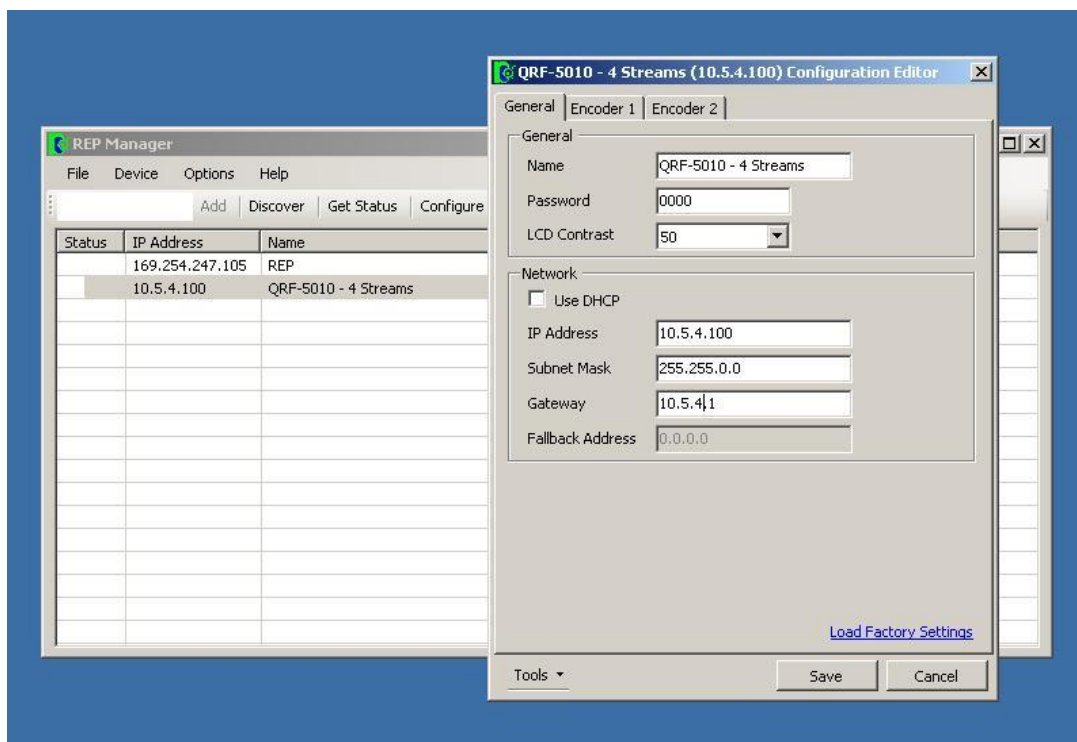 REP Manager
File Device Options Help
Add Discover Get Status Configure
Status IP Address Name
169.254.247.105 REP
10.5.4.100 QRF-5010 - 4 Streams
QRF-5010 - 4 Streams (10.5.4.100) Configuration Editor
General Encoder 1 Encoder 2
General
Name QRF-5010 - 4 Streams
Password 0000
LCD Contrast 50
Network
Use DHCP
IP Address 10.5.4.100
Subnet Mask 255.255.0.0
Gateway 10.5.4.1
Fallback Address 0.0.0.0
Load Factory Settings
Tools Save Cancel